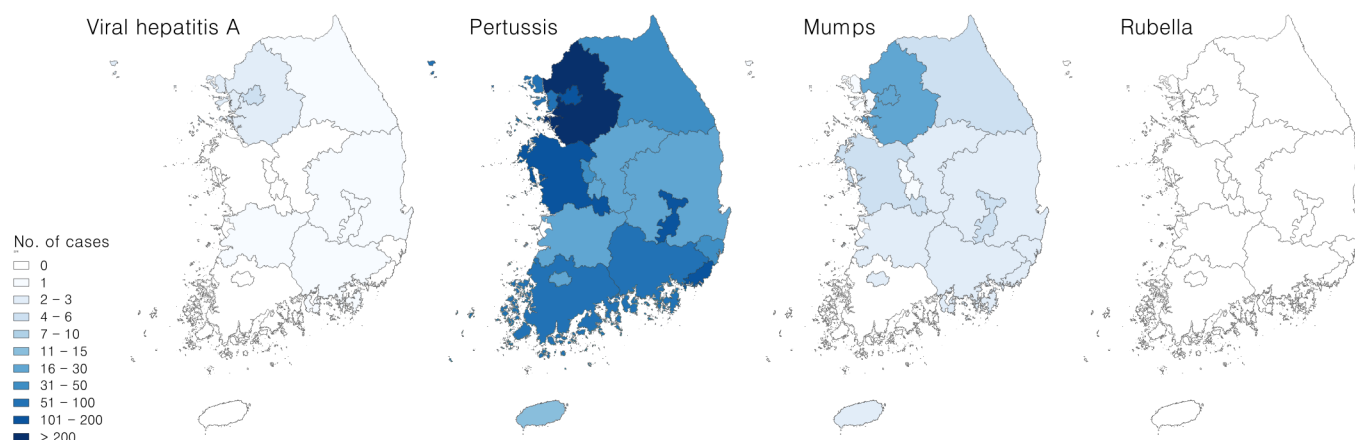 Viral hepatitis A
Pertussis
Mumps
Rubella
No. of cases
0
1
2 – 3
4 – 6
7 – 10
11 – 15
16 – 30
31 – 50
51 – 100
101 – 200
> 200